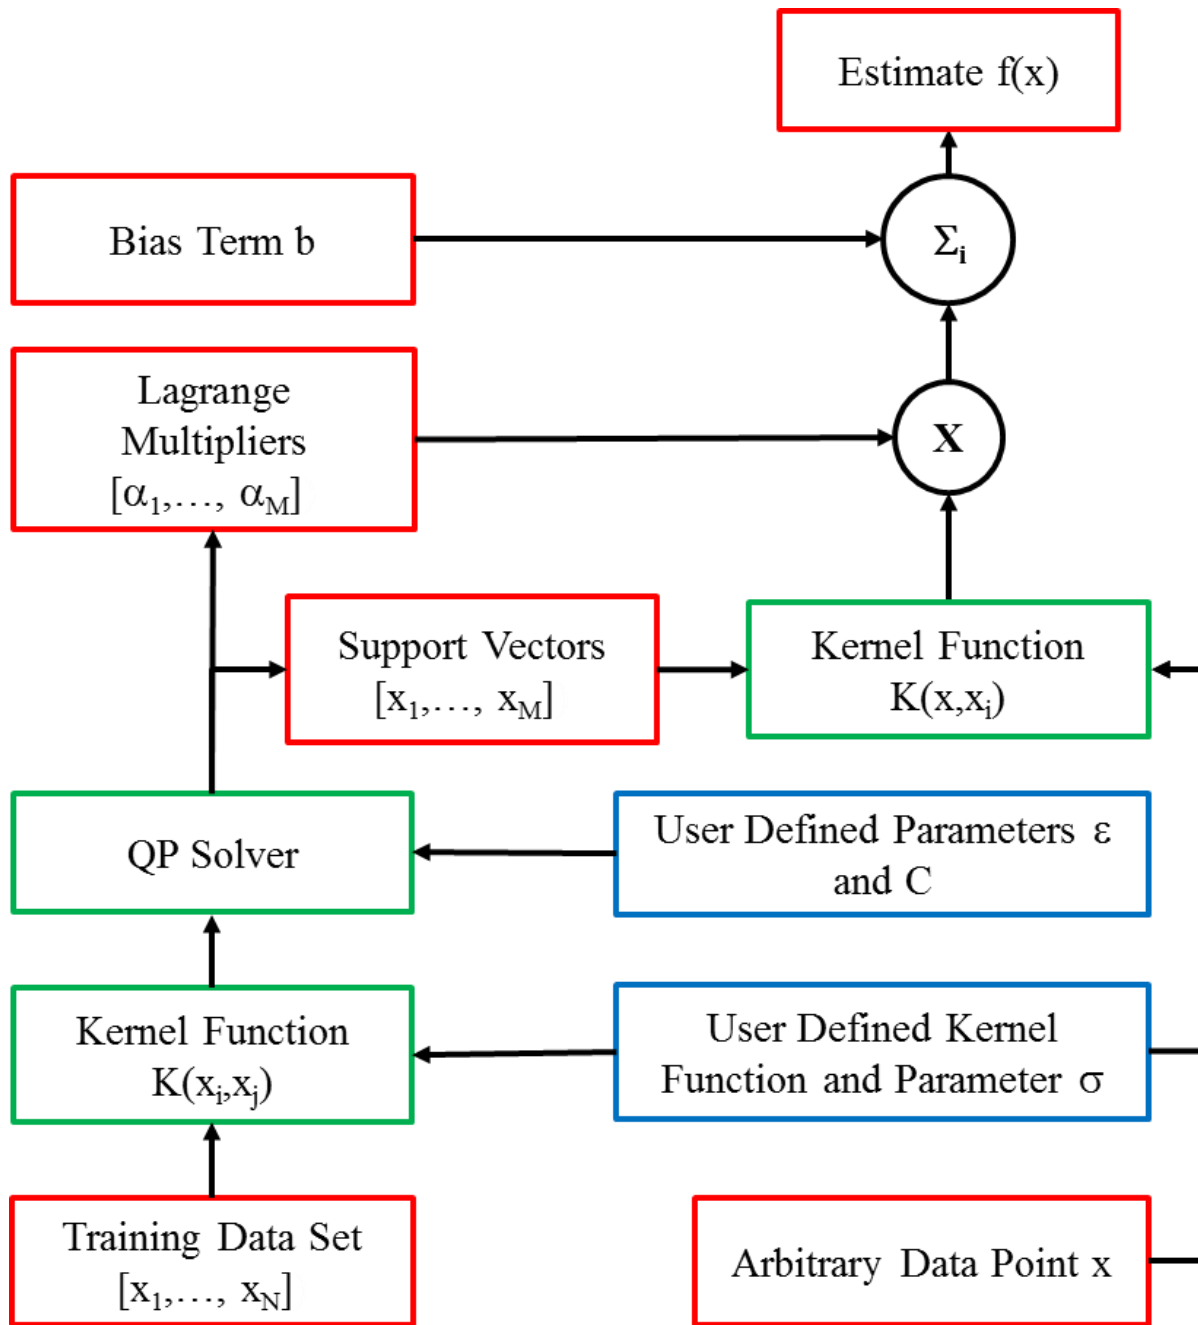 Estimate f(x)
Bias Term b
Σi
Lagrange
Multipliers
[α1,…, αM]
X
Support Vectors
[x1,…, xM]
Kernel Function
K(x,xi)
QP Solver
User Defined Parameters ε
and C
Kernel Function
K(xi,xj)
User Defined Kernel
Function and Parameter σ
Training Data Set
[x1,…, xN]
Arbitrary Data Point x